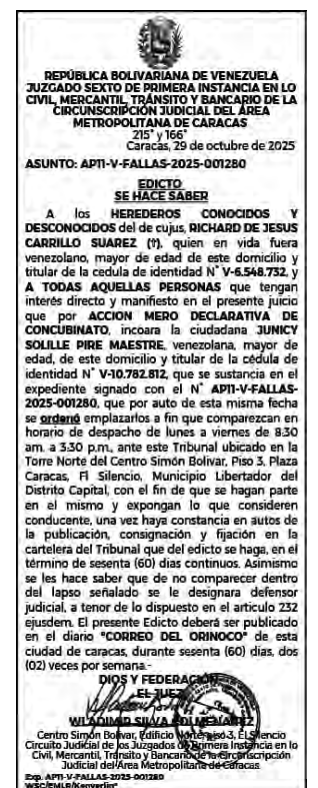 REPÚBLICA BOLIVARIANA DE VENEZUELA
JUZGADO SEXTO DE PRIMERA INSTANCIA EN LO
CIVIL, MERCANTIL, TRÁNSITO Y BANCARIO DE LA
CIRCUNSCRIPCIÓN JUDICIAL DEL ÁREA
METROPOLITANA DE CARACAS
215° y 166°
Caracas, 29 de octubre de 2025
ASUNTO: AP11-V-FALLAS-2025-001280
EDICTO
SE HACE SABER
A los HEREDEROS CONOCIDOS Y
DESCONOCIDOS del de cujus, RICHARD DE JESUS
CARRILLO SUAREZ (†), quien en vida fuera
venezolano, mayor de edad de este domicilio y
titular de la cedula de identidad N° V-6.548.732, y
A TODAS AQUELLAS PERSONAS que tengan
interés directo y manifiesto en el presente juicio
que por ACCION MERO DECLARATIVA DE
CONCUBINATO, incoara la ciudadana JUNICY
SOLILLE PIRE MAESTRE, venezolana, mayor de
edad, de este domicilio y titular de la cédula de
identidad N° V-10.782.812, que se sustancia en el
expediente signado con el N° AP11-V-FALLAS-
2025-001280, que por auto de esta misma fecha
se ordenó emplazarlos a fin que comparezcan en
horario de despacho de lunes a viernes de 8:30
am. a 3:30 p.m., ante este Tribunal ubicado en la
Torre Norte del Centro Simón Bolivar, Piso 3, Plaza
Caracas, El Silencio, Municipio Libertador del
Distrito Capital, con el fin de que se hagan parte
en el mismo y expongan lo que consideren
conducente, una vez haya constancia en autos de
la publicación, consignación y fijación en la
cartelera del Tribunal que del edicto se haga, en el
término de sesenta (60) días continuos. Asimismo
se les hace saber que de no comparecer dentro
del lapso señalado se le designara defensor
judicial, a tenor de lo dispuesto en el articulo 232
ejusdem. El presente Edicto deberá ser publicado
en el diario "CORREO DEL ORINOCO" de esta
ciudad de caracas, durante sesenta (60) días, dos
(02) veces por semana.-
DIOS Y FEDERACIÓN
EL JUEZ
WLADIMIR SILVA COLMENAREZ
Centro Simón Bolivar, Edificio Norte, piso 3, El Silencio
Circuito Judicial de los Juzgados de Primera Instancia en lo
Civil, Mercantil, Tránsito y Bancario de la Circunscripción
Judicial del Área Metropolitana de Caracas
Exp. AP11-V-FALLAS-2025-001280